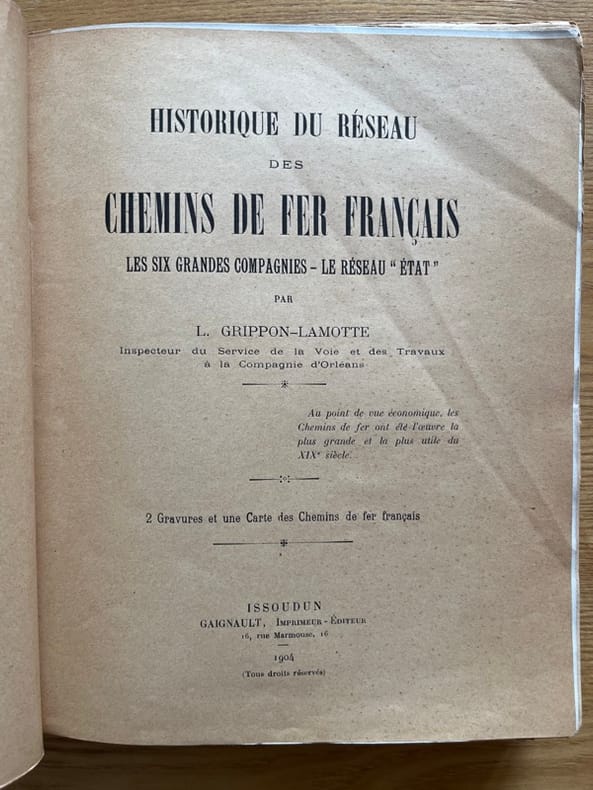 HISTORIQUE DU RÉSEAU
DES
CHEMINS DE FER FRANÇAIS
LES SIX GRANDES COMPAGNIES – LE RÉSEAU " ÉTAT "
PAR
L. GRIPPON-LAMOTTE
Inspecteur du Service de la Voie et des Travaux
à la Compagnie d'Orléans
Au point de vue économique, les
Chemins de fer ont été l'œuvre la
plus grande et la plus utile du
XIXe siècle.
2 Gravures et une Carte des Chemins de fer français
ISSOUDUN
GAIGNAULT, Imprimeur-Éditeur
16, rue Marmouse, 16
1904
(Tous droits réservés)